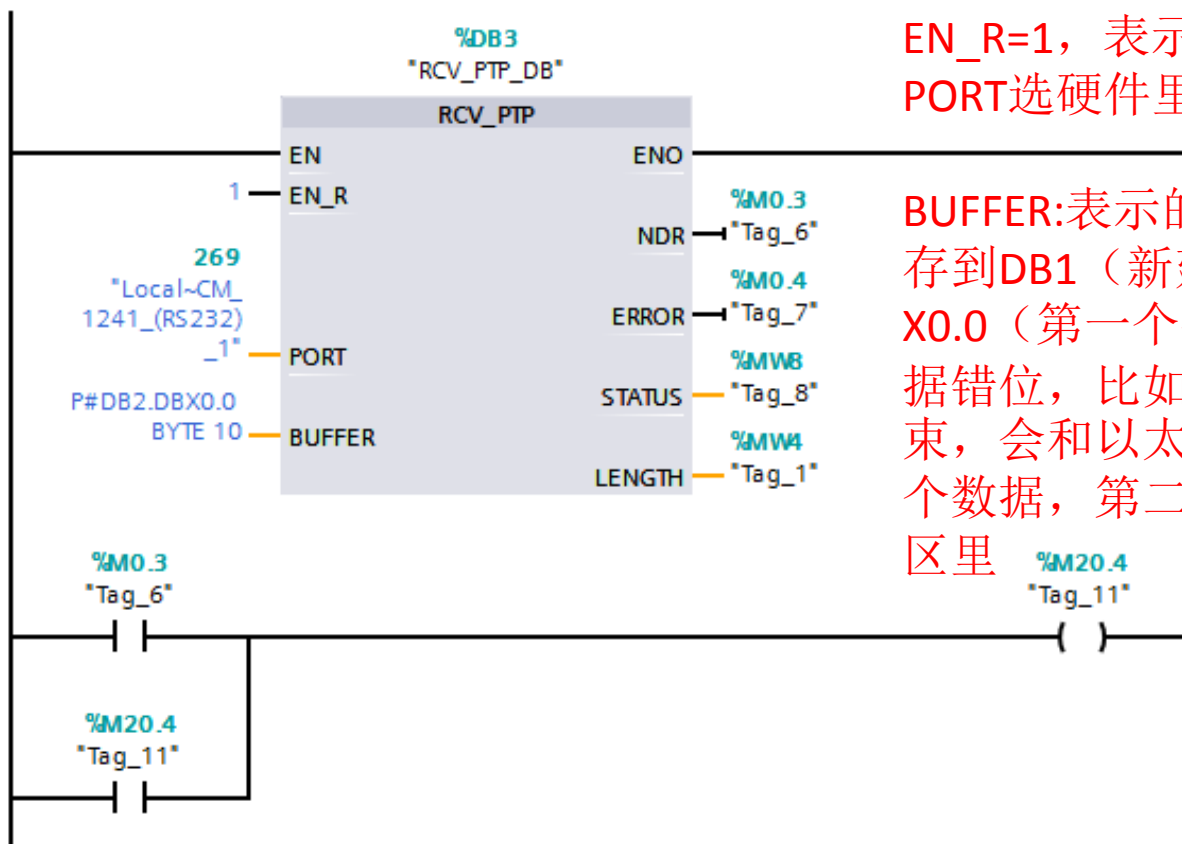 %DB3
"RCV_PTP_DB"
RCV_PTP
EN
ENO
1
EN_R
%M0.3
"Tag_6"
NDR
269
"Local~CM_
1241_(RS232)
_1"
PORT
%M0.4
"Tag_7"
ERROR
%MW8
"Tag_8"
STATUS
P#DB2.DBX0.0
BYTE 10
BUFFER
%MW4
"Tag_1"
LENGTH
EN_R=1，表示
PORT选硬件里
BUFFER:表示的
存到DB1（新建
X0.0（第一个
据错位，比如
束，会和以太
个数据，第二
区里
%M0.3
"Tag_6"
%M20.4
"Tag_11"
%M20.4
"Tag_11"